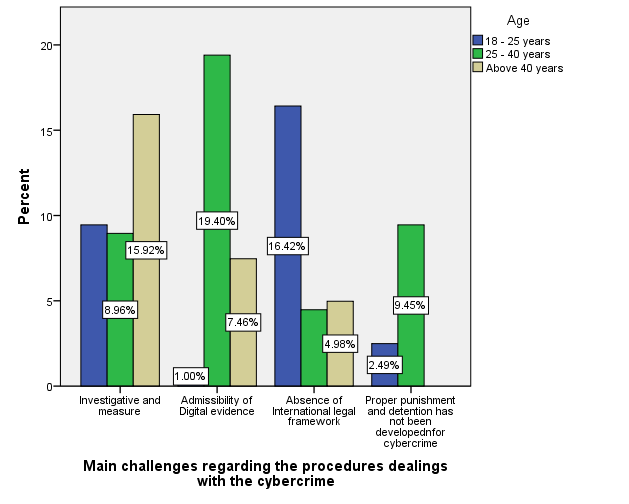 Age
18 - 25 years
25 - 40 years
Above 40 years
Percent
20
15
10
5
0
15.92%
8.96%
1.00%
19.40%
7.46%
16.42%
4.98%
2.49%
9.45%
Investigative and
measure
Admissibility of
Digital evidence
Absence of
International legal
framework
Proper punishment
and detention has
not been
developednfor
cybercrime
Main challenges regarding the procedures dealings
with the cybercrime